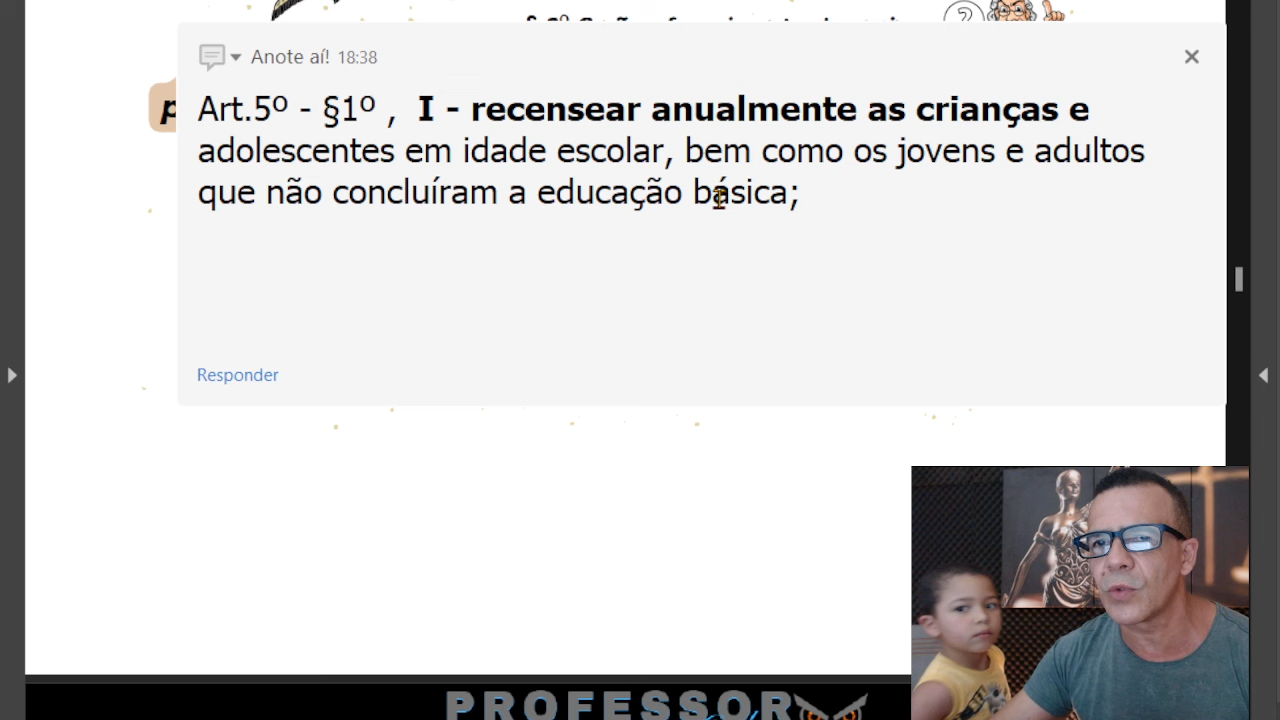 Anote aí! 18:38
Art.5º - §1º , I - recensear anualmente as crianças e
adolescentes em idade escolar, bem como os jovens e adultos
que não concluíram a educação básica;
Responder
PROFESSOR